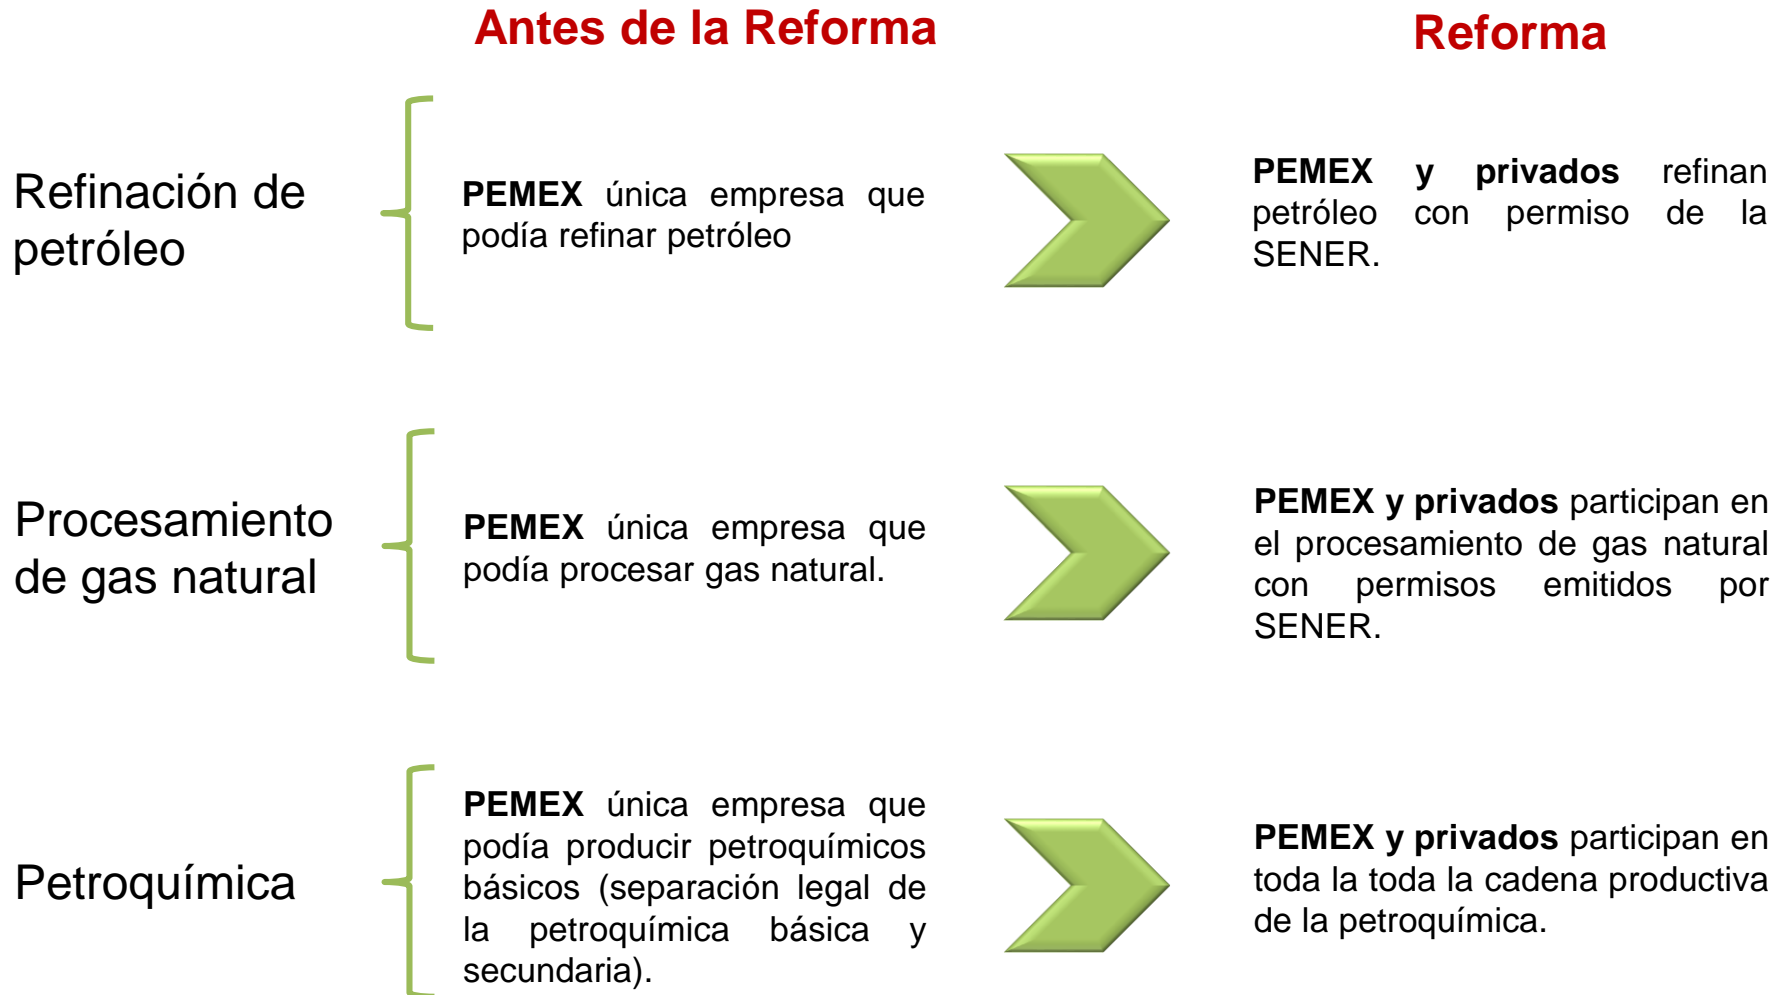 Antes de la Reforma
Reforma
Refinación de
petróleo
PEMEX única empresa que
podía refinar petróleo
PEMEX y privados refinan
petróleo con permiso de la
SENER.
Procesamiento
de gas natural
PEMEX única empresa que
podía procesar gas natural.
PEMEX y privados participan en
el procesamiento de gas natural
con permisos emitidos por
SENER.
Petroquímica
PEMEX única empresa que
podía producir petroquímicos
básicos (separación legal de
la petroquímica básica y
secundaria).
PEMEX y privados participan en
toda la toda la cadena productiva
de la petroquímica.